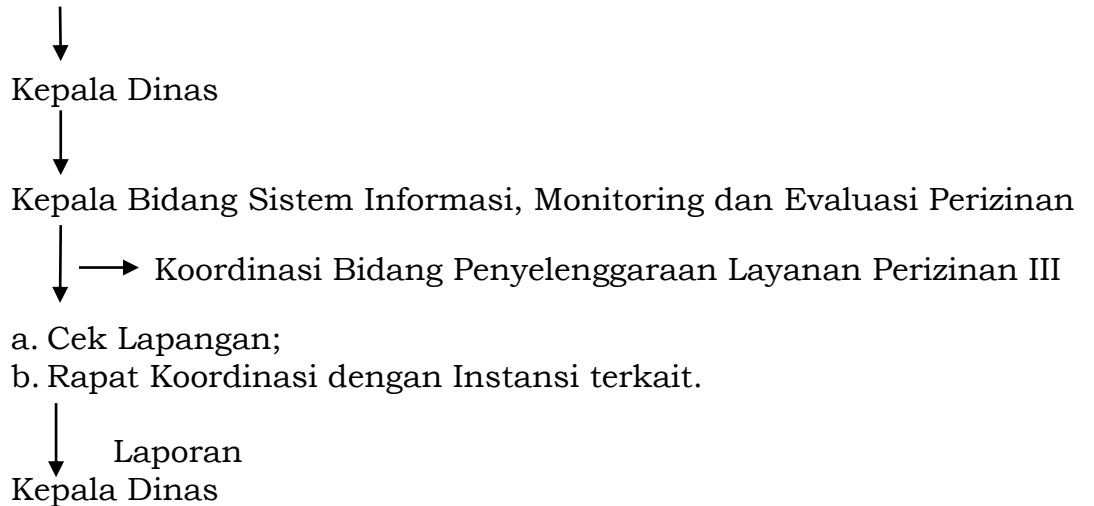 Kepala Dinas
Kepala Bidang Sistem Informasi, Monitoring dan Evaluasi Perizinan
Koordinasi Bidang Penyelenggaraan Layanan Perizinan III
a. Cek Lapangan;
b. Rapat Koordinasi dengan Instansi terkait.
Laporan
Kepala Dinas